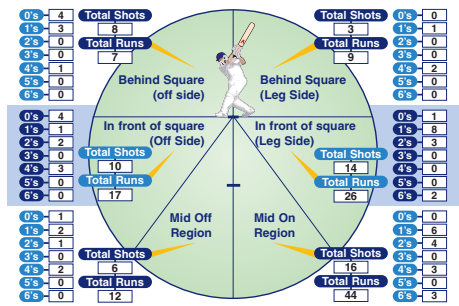 0's 4
1's 3
2's 0
3's 0
4's 1
5's 0
6's 0
Total Shots
8
Total Runs
7
Behind Square
(off side)
Total Shots
3
Total Runs
9
Behind Square
(Leg Side)
0's 0
1's 1
2's 0
3's 0
4's 2
5's 0
6's 0
0's 4
1's 1
2's 2
3's 0
4's 3
5's 0
6's 0
In front of square
(Off Side)
Total Shots
10
Total Runs
17
In front of square
(Leg Side)
Total Shots
14
Total Runs
26
0's 1
1's 8
2's 3
3's 0
4's 0
5's 0
6's 2
0's 1
1's 2
2's 1
3's 0
4's 2
5's 0
6's 0
Mid Off
Region
Total Shots
6
Total Runs
12
Mid On
Region
Total Shots
16
Total Runs
44
0's 0
1's 6
2's 4
3's 0
4's 3
5's 0
6's 3